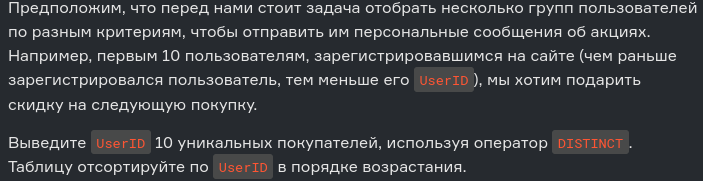 Предположим, что перед нами стоит задача отобрать несколько групп пользователей
по разным критериям, чтобы отправить им персональные сообщения об акциях.
Например, первым 10 пользователям, зарегистрировавшимся на сайте (чем раньше
зарегистрировался пользователь, тем меньше его UserID), мы хотим подарить
скидку на следующую покупку.
Выведите UserID 10 уникальных покупателей, используя оператор DISTINCT.
Таблицу отсортируйте по UserID в порядке возрастания.